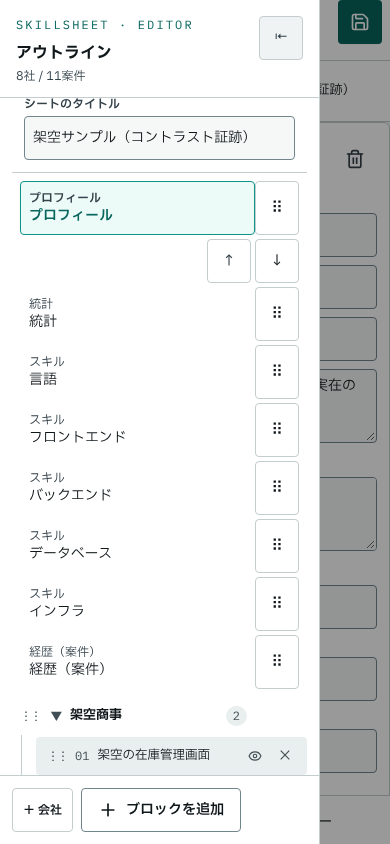 SKILLSHEET · EDITOR
アウトライン
8社 / 11案件
シートのタイトル
架空サンプル（コントラスト証跡）
証跡）
プロフィール
プロフィール
統計
統計
スキル
言語
実在の
スキル
フロントエンド
スキル
バックエンド
スキル
データベース
スキル
インフラ
経歴（案件）
経歴（案件）
架空商事 2
01 架空の在庫管理画面
+ 会社
+ ブロックを追加